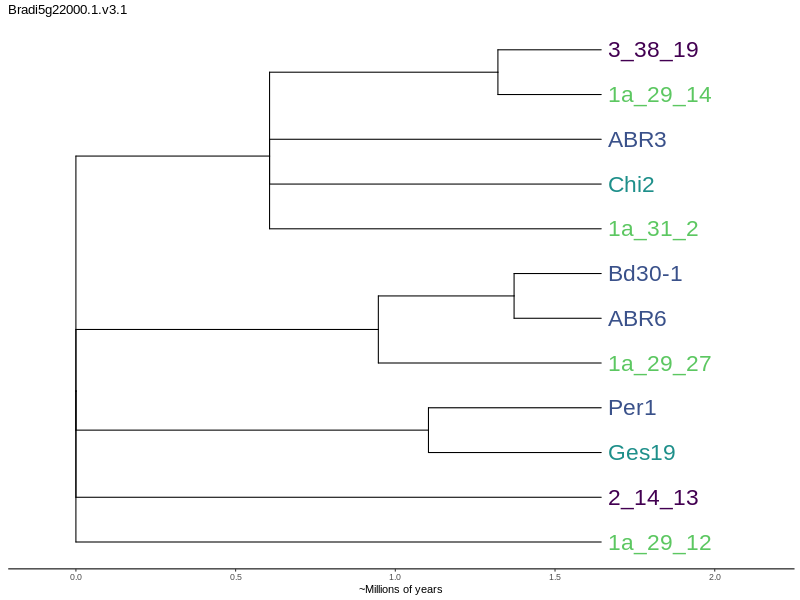 Bradi5g22000.1.v3.1
3_38_19
1a_29_14
ABR3
Chi2
1a_31_2
Bd30-1
ABR6
1a_29_27
Per1
Ges19
2_14_13
1a_29_12
0.0 0.5 1.0 1.5 2.0
~Millions of years